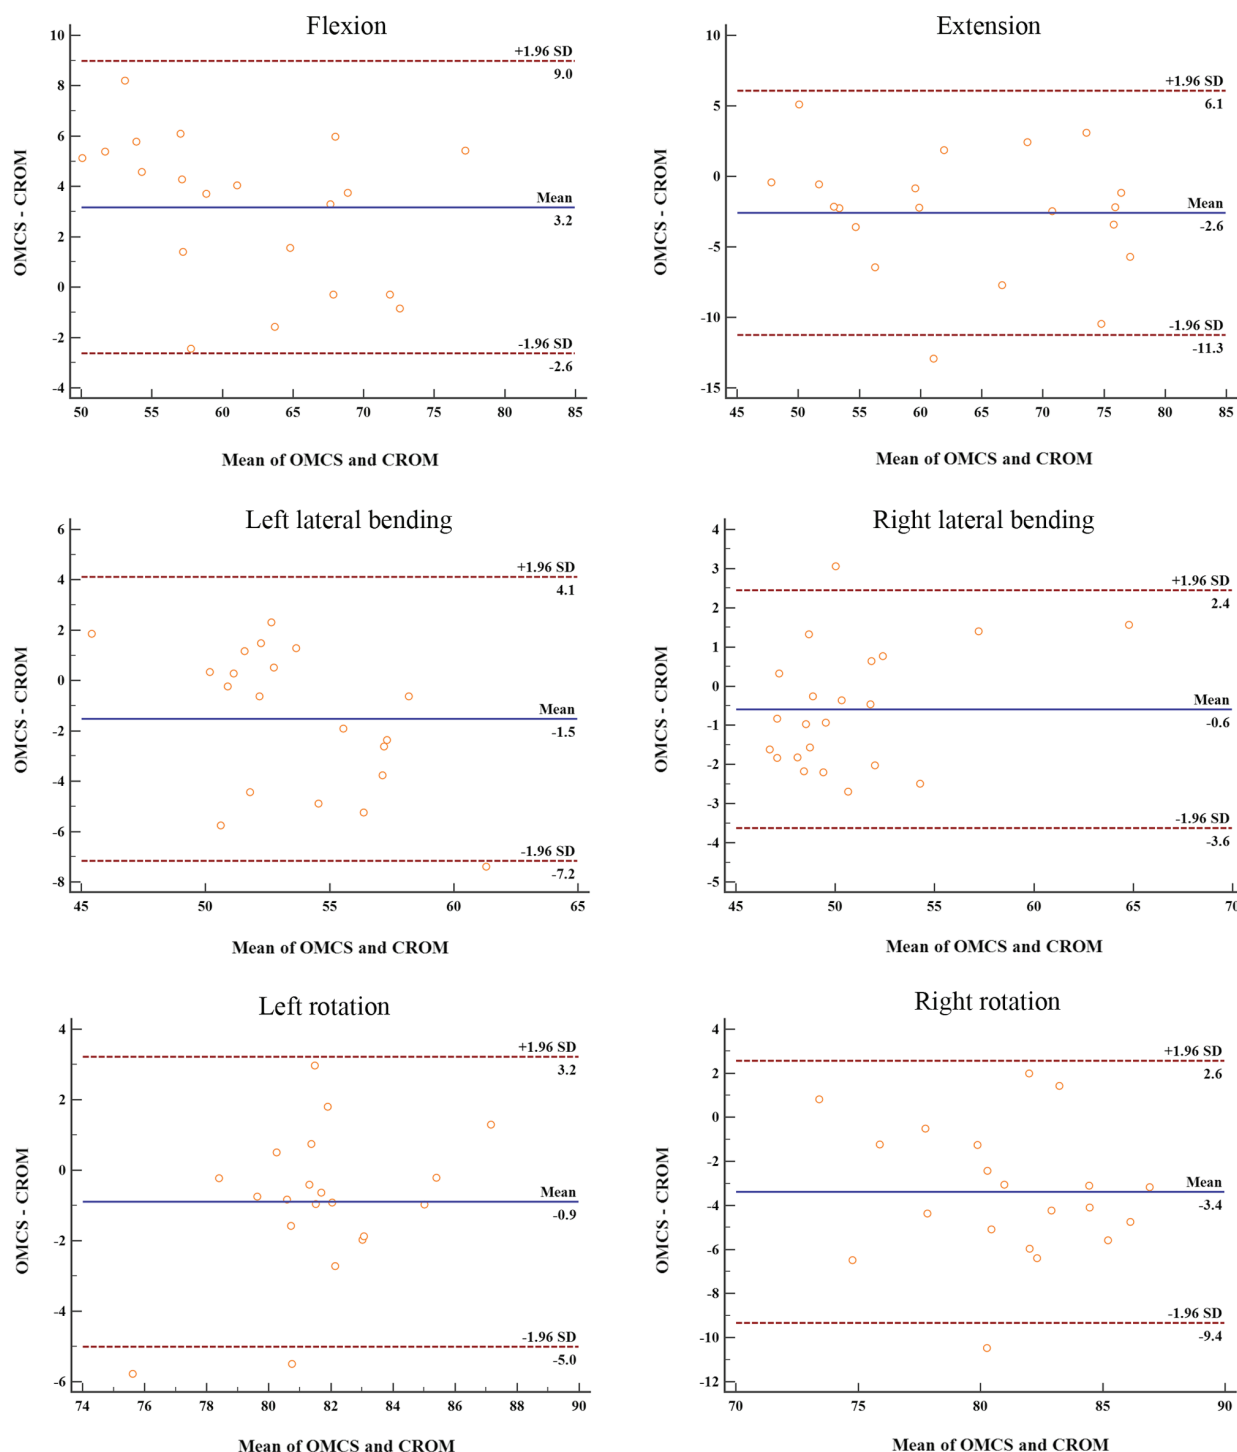 Flexion
10
8
6
4
2
0
-2
-4
OMCS - CROM
+1.96 SD
9.0
Mean
3.2
-1.96 SD
-2.6
50 55 60 65 70 75 80 85
Mean of OMCS and CROM
Extension
10
5
0
-5
-10
-15
OMCS - CROM
+1.96 SD
6.1
Mean
-2.6
-1.96 SD
-11.3
45 50 55 60 65 70 75 80 85
Mean of OMCS and CROM
Left lateral bending
6
4
2
0
-2
-4
-6
-8
OMCS - CROM
+1.96 SD
4.1
Mean
-1.5
-1.96 SD
-7.2
45 50 55 60 65
Mean of OMCS and CROM
Right lateral bending
4
3
2
1
0
-1
-2
-3
-4
-5
OMCS - CROM
+1.96 SD
2.4
Mean
-0.6
-1.96 SD
-3.6
45 50 55 60 65 70
Mean of OMCS and CROM
Left rotation
4
2
0
-2
-4
-6
OMCS - CROM
+1.96 SD
3.2
Mean
-0.9
-1.96 SD
-5.0
74 76 78 80 82 84 86 88 90
Mean of OMCS and CROM
Right rotation
4
2
0
-2
-4
-6
-8
-10
-12
OMCS - CROM
+1.96 SD
2.6
Mean
-3.4
-1.96 SD
-9.4
70 75 80 85 90
Mean of OMCS and CROM